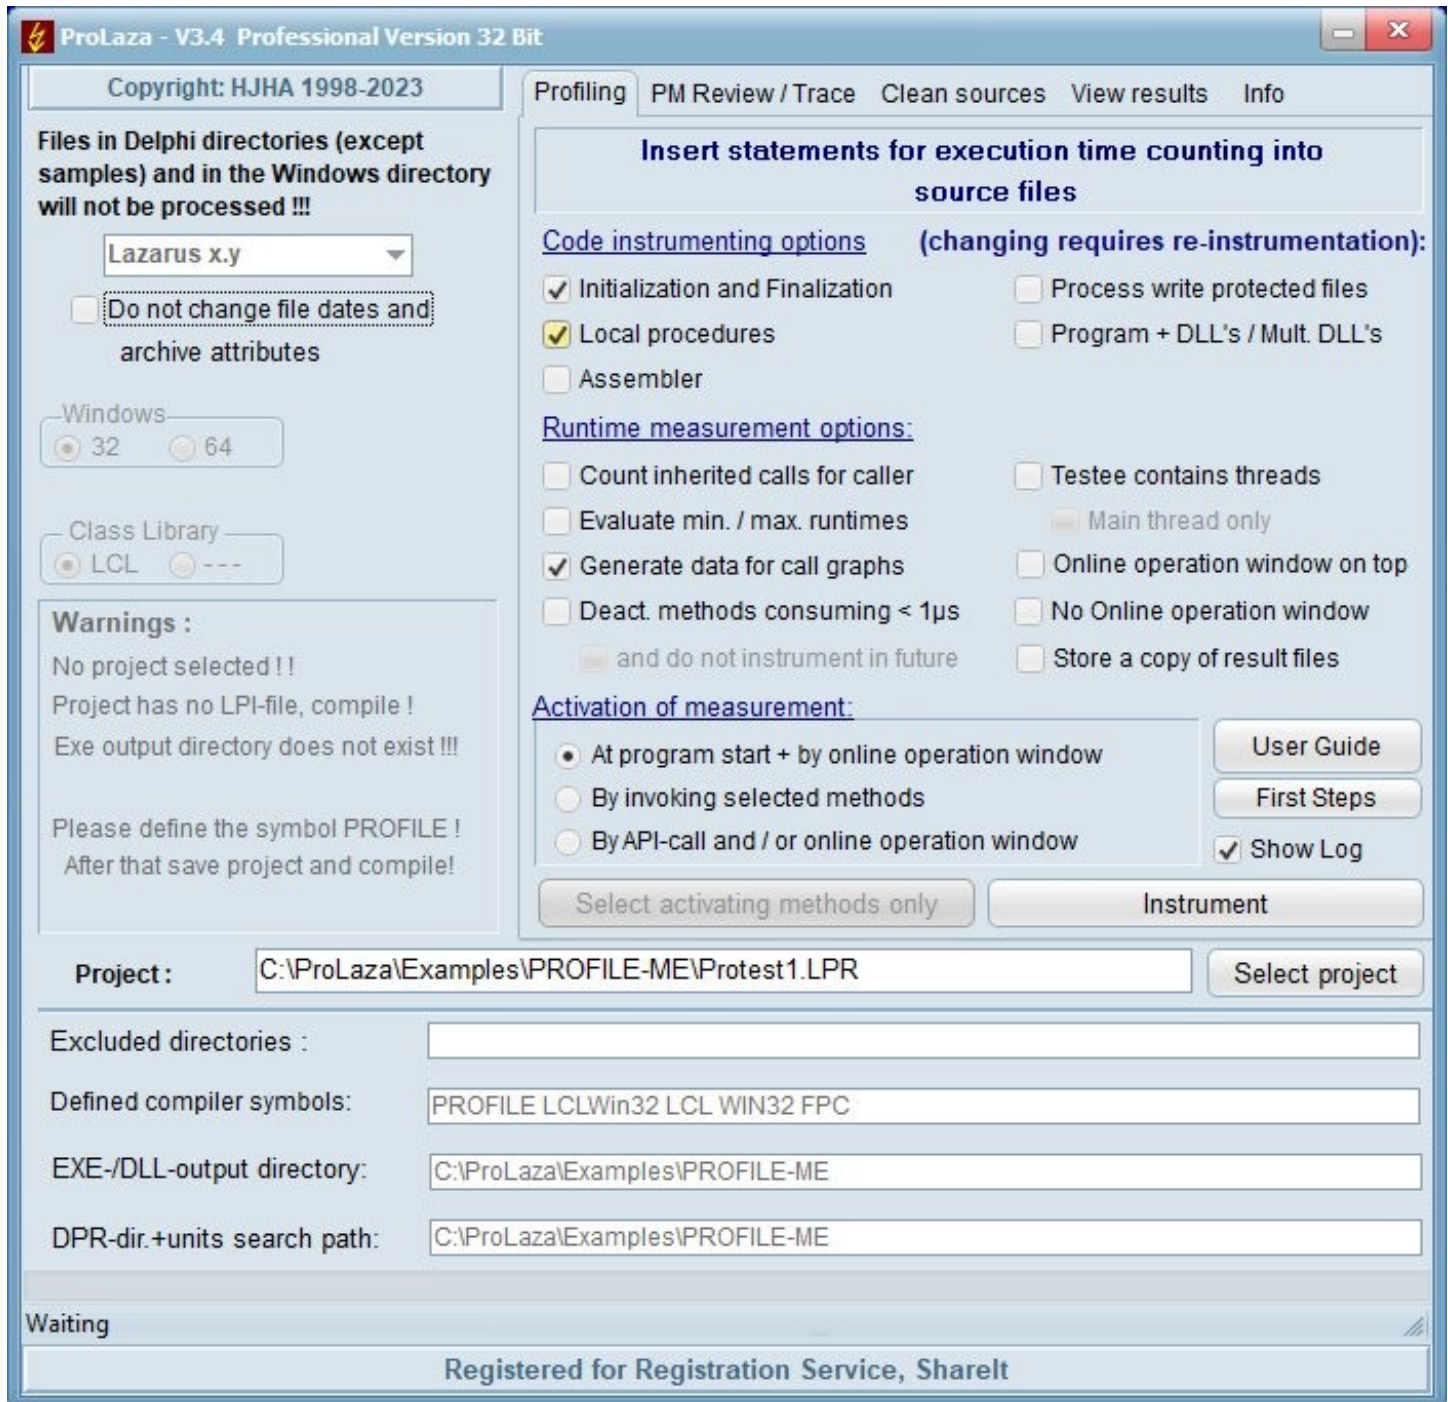 ProLaza - V3.4 Professional Version 32 Bit
Copyright: HJHA 1998-2023
Files in Delphi directories (except
samples) and in the Windows directory
will not be processed !!!
Lazarus x.y
Do not change file dates and
archive attributes
Windows
32 64
Class Library
LCL ---
Warnings :
No project selected ! !
Project has no LPI-file, compile !
Exe output directory does not exist !!!
Please define the symbol PROFILE !
After that save project and compile!
Profiling PM Review / Trace Clean sources View results Info
Insert statements for execution time counting into
source files
Code instrumenting options (changing requires re-instrumentation):
Initialization and Finalization Process write protected files
Local procedures Program + DLL's / Mult. DLL's
Assembler
Runtime measurement options:
Count inherited calls for caller Testee contains threads
Evaluate min. / max. runtimes Main thread only
Generate data for call graphs Online operation window on top
Deact. methods consuming < 1µs No Online operation window
and do not instrument in future Store a copy of result files
Activation of measurement:
At program start + by online operation window User Guide
By invoking selected methods First Steps
By API-call and / or online operation window Show Log
Select activating methods only Instrument
Project : C:\ProLaza\Examples\PROFILE-ME\Protest1.LPR Select project
Excluded directories :
Defined compiler symbols: PROFILE LCLWin32 LCL WIN32 FPC
EXE-/DLL-output directory: C:\ProLaza\Examples\PROFILE-ME
DPR-dir.+units search path: C:\ProLaza\Examples\PROFILE-ME
Waiting
Registered for Registration Service, ShareIt